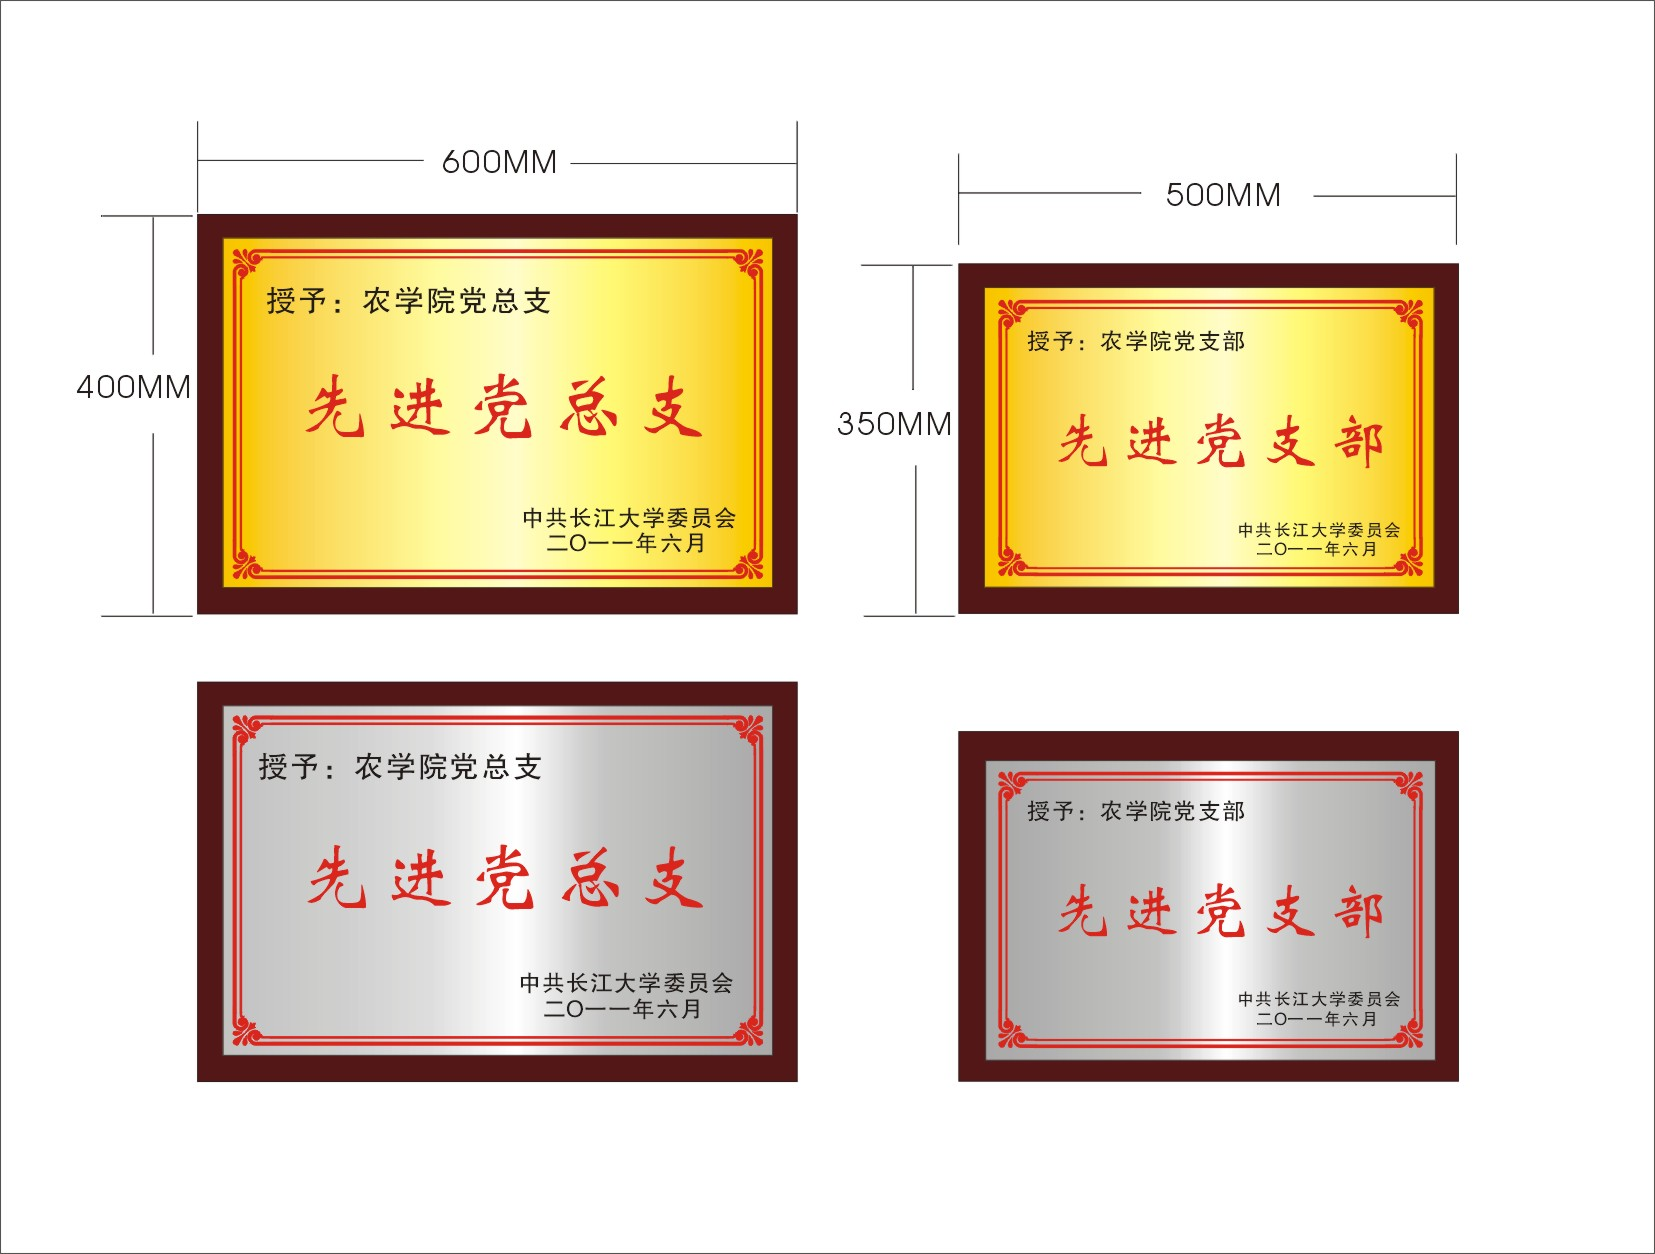 600MM
400MM
授予：农学院党总支
先进党总支
中共长江大学委员会
二〇一一年六月
500MM
350MM
授予：农学院党支部
先进党支部
中共长江大学委员会
二〇一一年六月
授予：农学院党总支
先进党总支
中共长江大学委员会
二〇一一年六月
授予：农学院党支部
先进党支部
中共长江大学委员会
二〇一一年六月